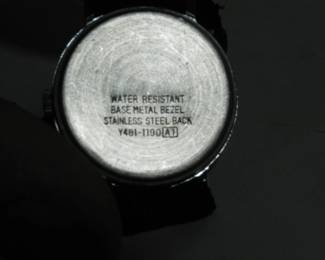 WATER RESISTANT
BASE METAL BEZEL
STAINLESS STEEL BACK
Y481-1190 A1